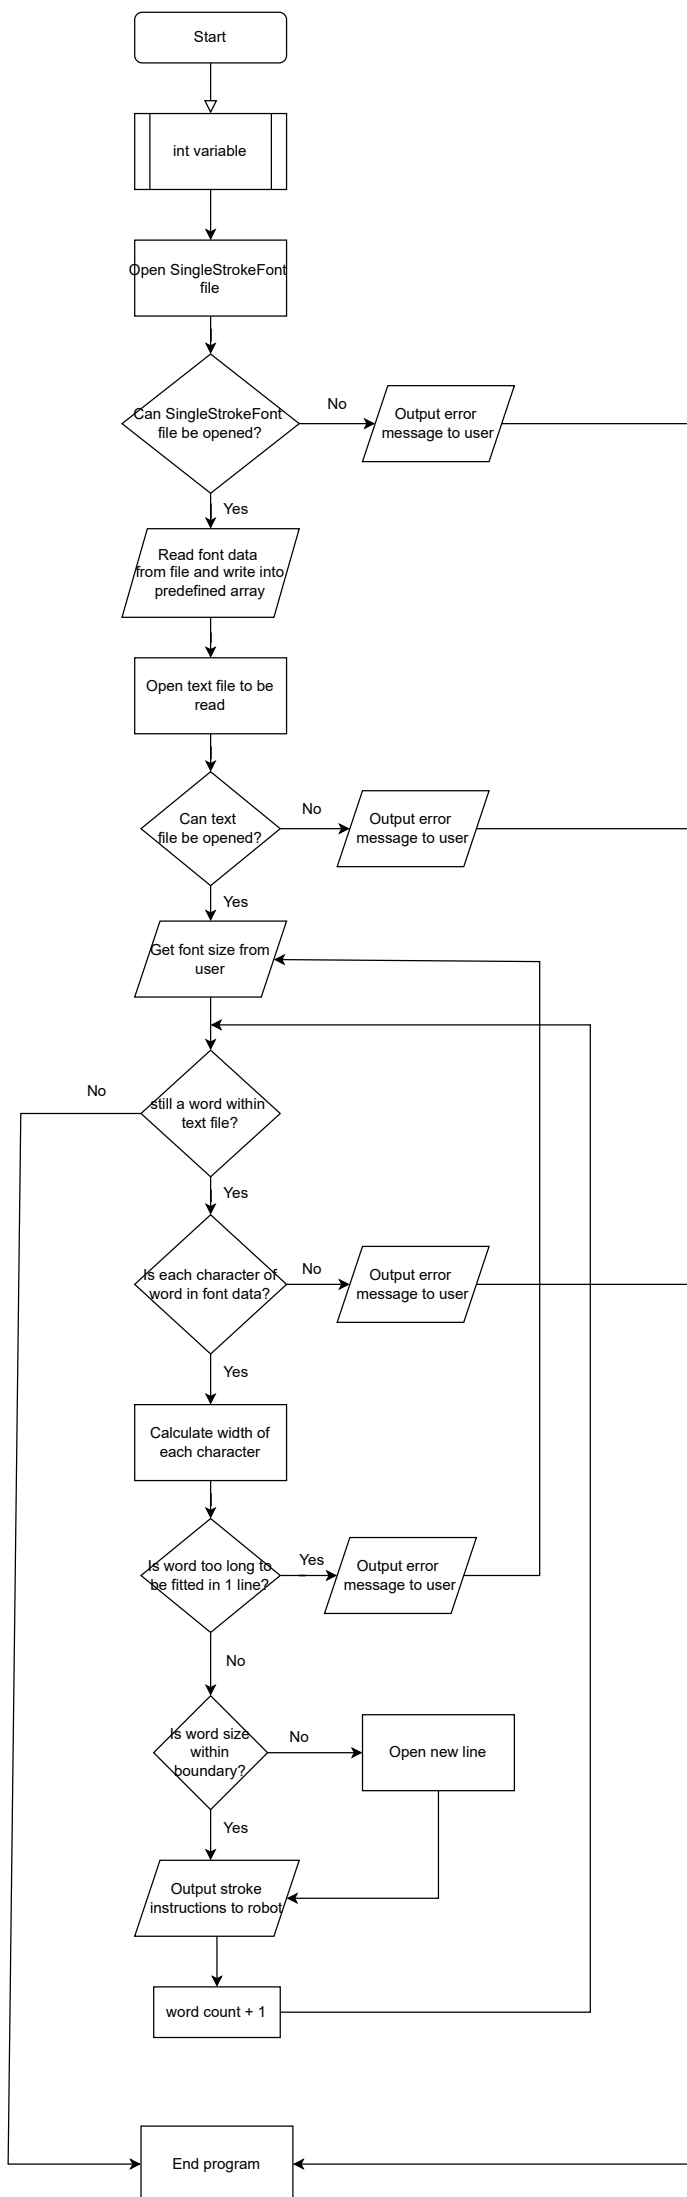 Start
int variable
Open SingleStrokeFont
file
Can SingleStrokeFont
file be opened?
No
Output error
message to user
Yes
Read font data
from file and write into
predefined array
Open text file to be
read
Can text
file be opened?
No
Output error
message to user
Yes
Get font size from
user
No
still a word within
text file?
Yes
Is each character of
word in font data?
No
Output error
message to user
Yes
Calculate width of
each character
Is word too long to
be fitted in 1 line?
Yes
Output error
message to user
No
Is word size
within
boundary?
No
Open new line
Yes
Output stroke
instructions to robot
word count + 1
End program